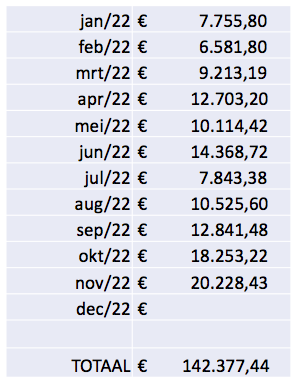 jan/22 € 7.755,80
feb/22 € 6.581,80
mrt/22 € 9.213,19
apr/22 € 12.703,20
mei/22 € 10.114,42
jun/22 € 14.368,72
jul/22 € 7.843,38
aug/22 € 10.525,60
sep/22 € 12.841,48
okt/22 € 18.253,22
nov/22 € 20.228,43
dec/22 €
TOTAAL € 142.377,44